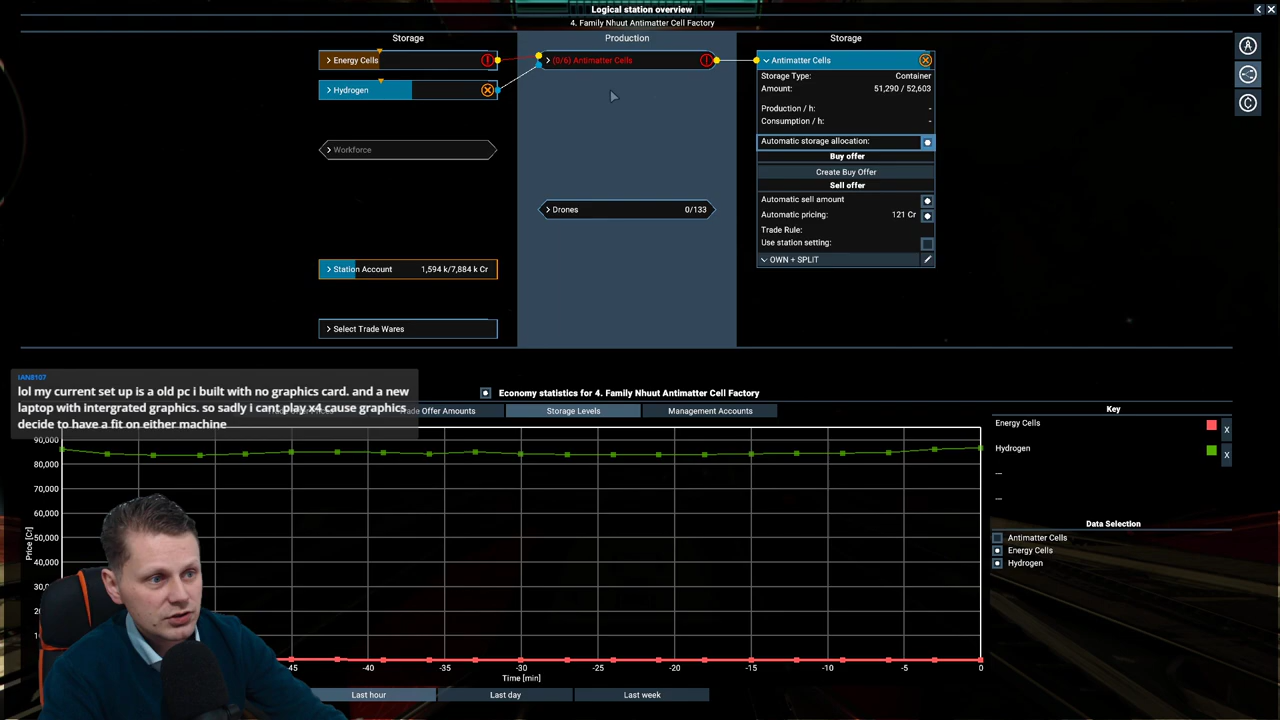 Logical station overview
4. Family Nhuut Antimatter Cell Factory
Storage
Production
Storage
Energy Cells
(0/6) Antimatter Cells
Antimatter Cells
Hydrogen
Storage Type: Container
Amount: 51,290 / 52,603
Production / h: -
Consumption / h: -
Automatic storage allocation:
Workforce
Buy offer
Create Buy Offer
Sell offer
Automatic sell amount
Drones 0/133
Automatic pricing: 121 Cr
Trade Rule:
Use station setting:
OWN + SPLIT
Station Account 1,594 k/7,884 k Cr
Select Trade Wares
IAN8107
lol my current set up is a old pc i built with no graphics card. and a new
laptop with intergrated graphics. so sadly i cant play x4 cause graphics
decide to have a fit on either machine
Economy statistics for 4. Family Nhuut Antimatter Cell Factory
Trade Offer Amounts
Storage Levels
Management Accounts
Key
Energy Cells
X
Hydrogen
X
---
---
Data Selection
Antimatter Cells
Energy Cells
Hydrogen
90,000
80,000
70,000
60,000
50,000
40,000
Price [Cr]
-45
-40
-35
-30
-25
-20
-15
-10
-5
0
Time [min]
Last hour
Last day
Last week
A
C